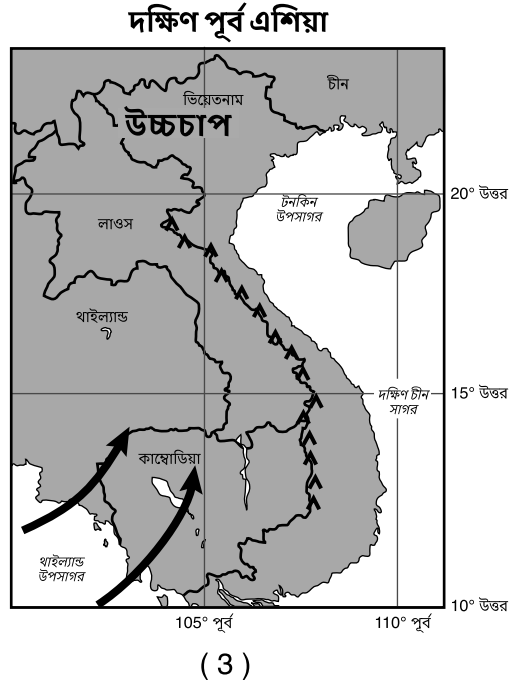 দক্ষিণ পূর্ব এশিয়া
চীন
ভিয়েতনাম
উচ্চচাপ
20° উত্তর
টনকিন
উপসাগর
লাওস
থাইল্যান্ড
15° উত্তর
দক্ষিণ চীন
সাগর
কাম্বোডিয়া
থাইল্যান্ড
উপসাগর
10° উত্তর
105° পূর্ব
110° পূর্ব
( 3 )